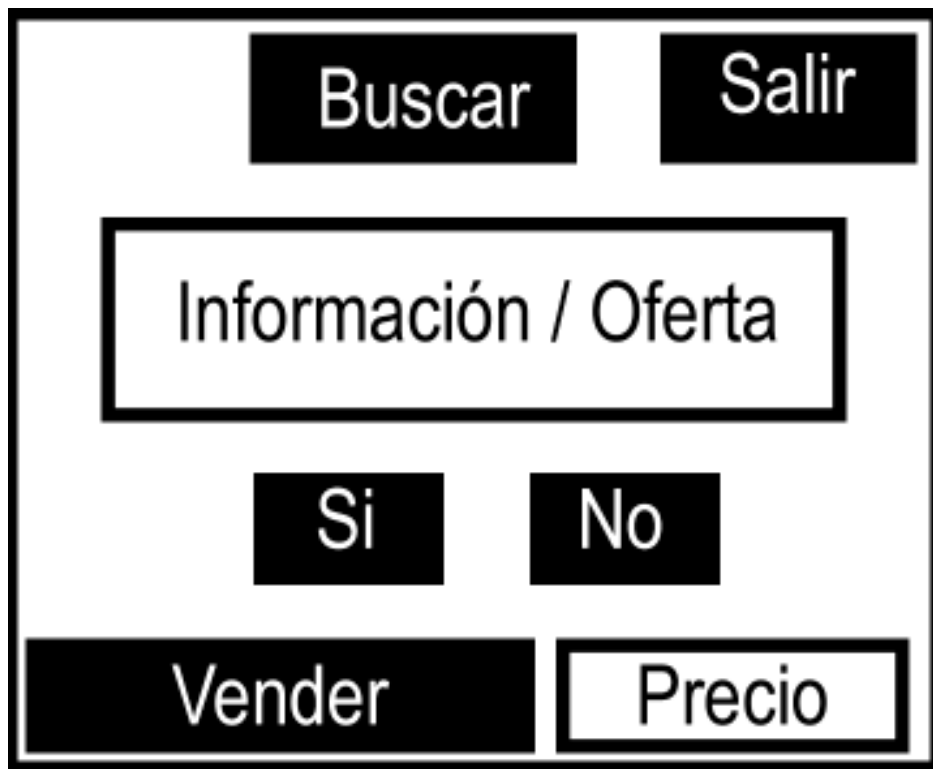 Buscar Salir
Información / Oferta
Si No
Vender Precio